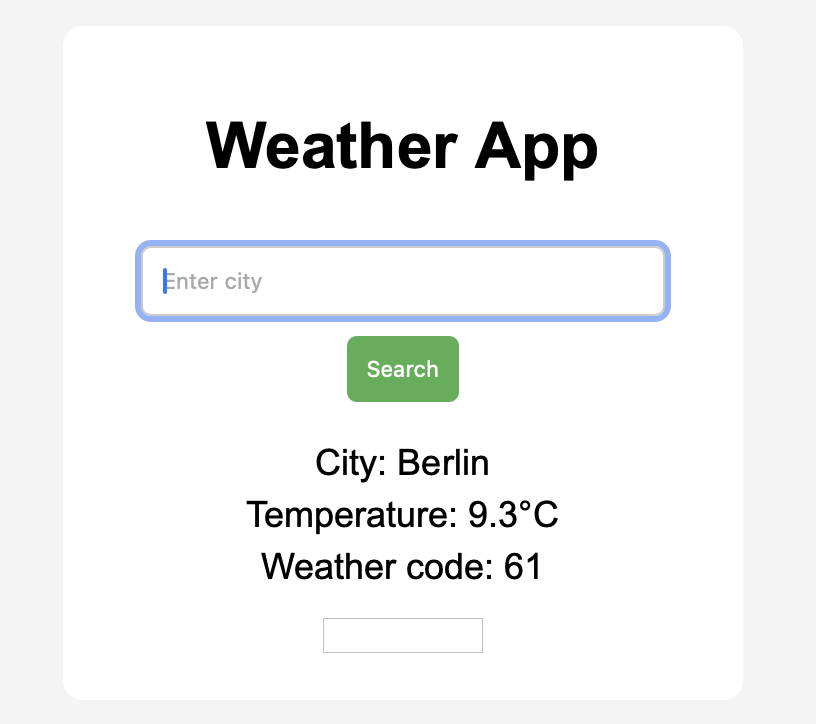 Weather App
Enter city
Search
City: Berlin
Temperature: 9.3°C
Weather code: 61